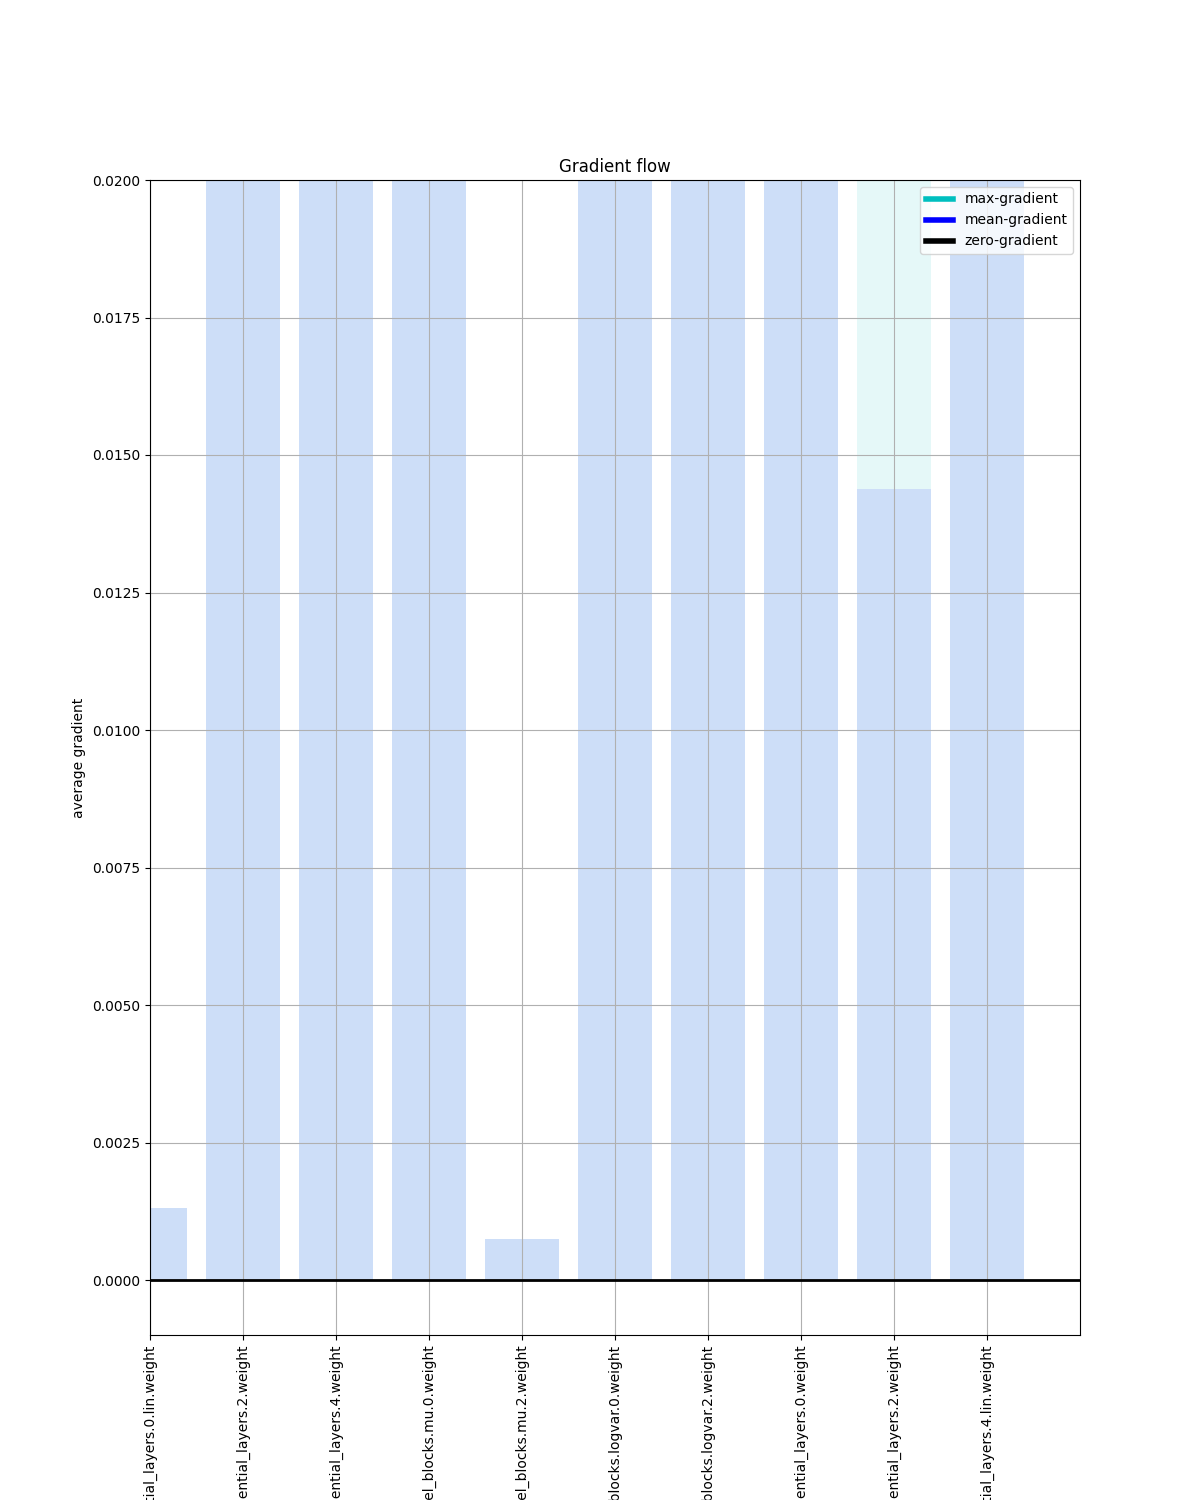 Gradient flow
max-gradient
mean-gradient
zero-gradient
0.0200
0.0175
0.0150
0.0125
0.0100
0.0075
0.0050
0.0025
0.0000
average gradient
tial_layers.0.lin.weight
ential_layers.2.weight
ential_layers.4.weight
el_blocks.mu.0.weight
el_blocks.mu.2.weight
blocks.logvar.0.weight
blocks.logvar.2.weight
ential_layers.0.weight
ential_layers.2.weight
tial_layers.4.lin.weight